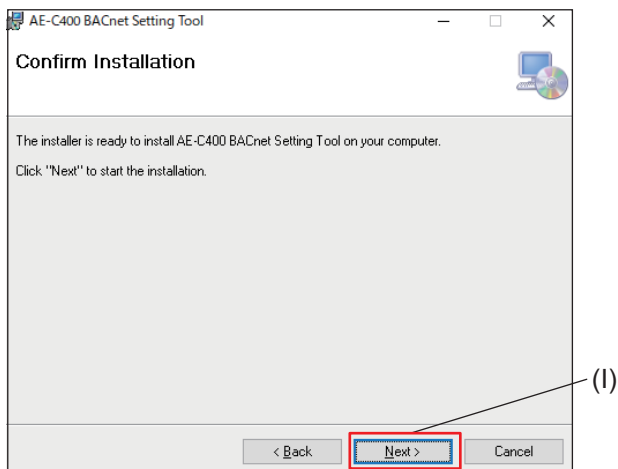 AE-C400 BACnet Setting Tool
Confirm Installation
The installer is ready to install AE-C400 BACnet Setting Tool on your computer.
Click "Next" to start the installation.
(I)
< Back Next > Cancel